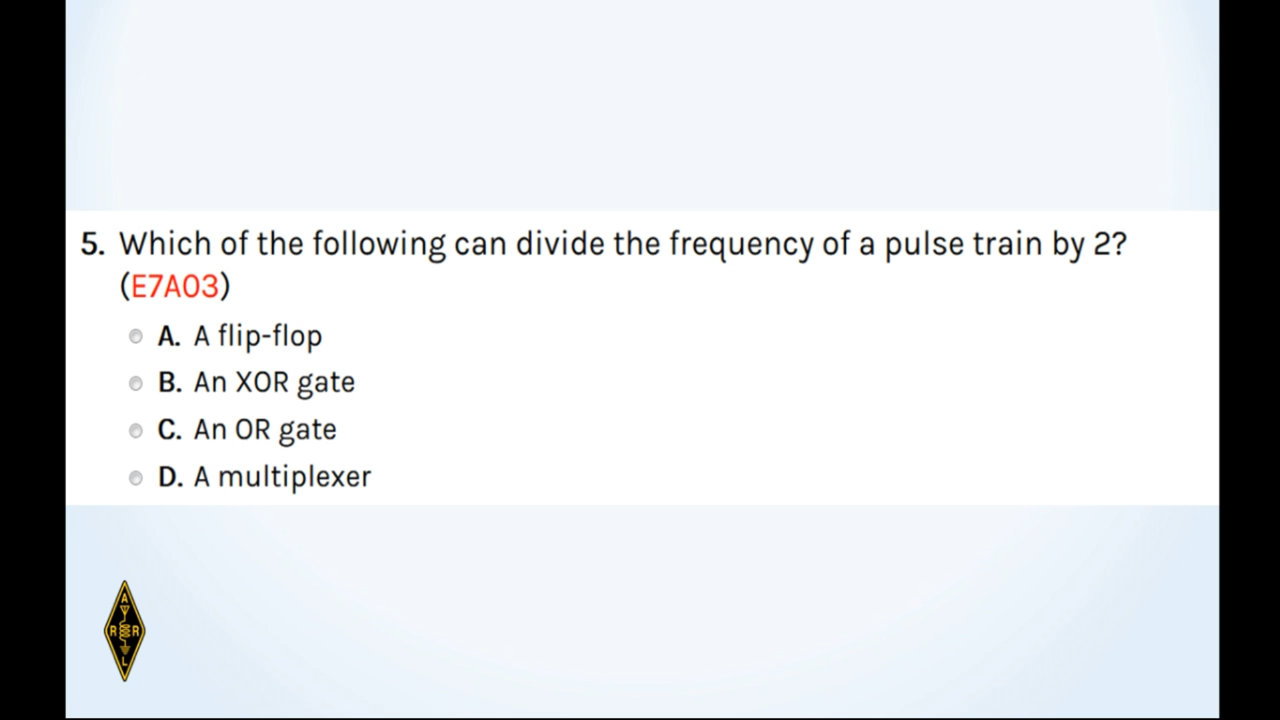 5. Which of the following can divide the frequency of a pulse train by 2?
(E7A03)
A. A flip-flop
B. An XOR gate
C. An OR gate
D. A multiplexer
A
R R
L